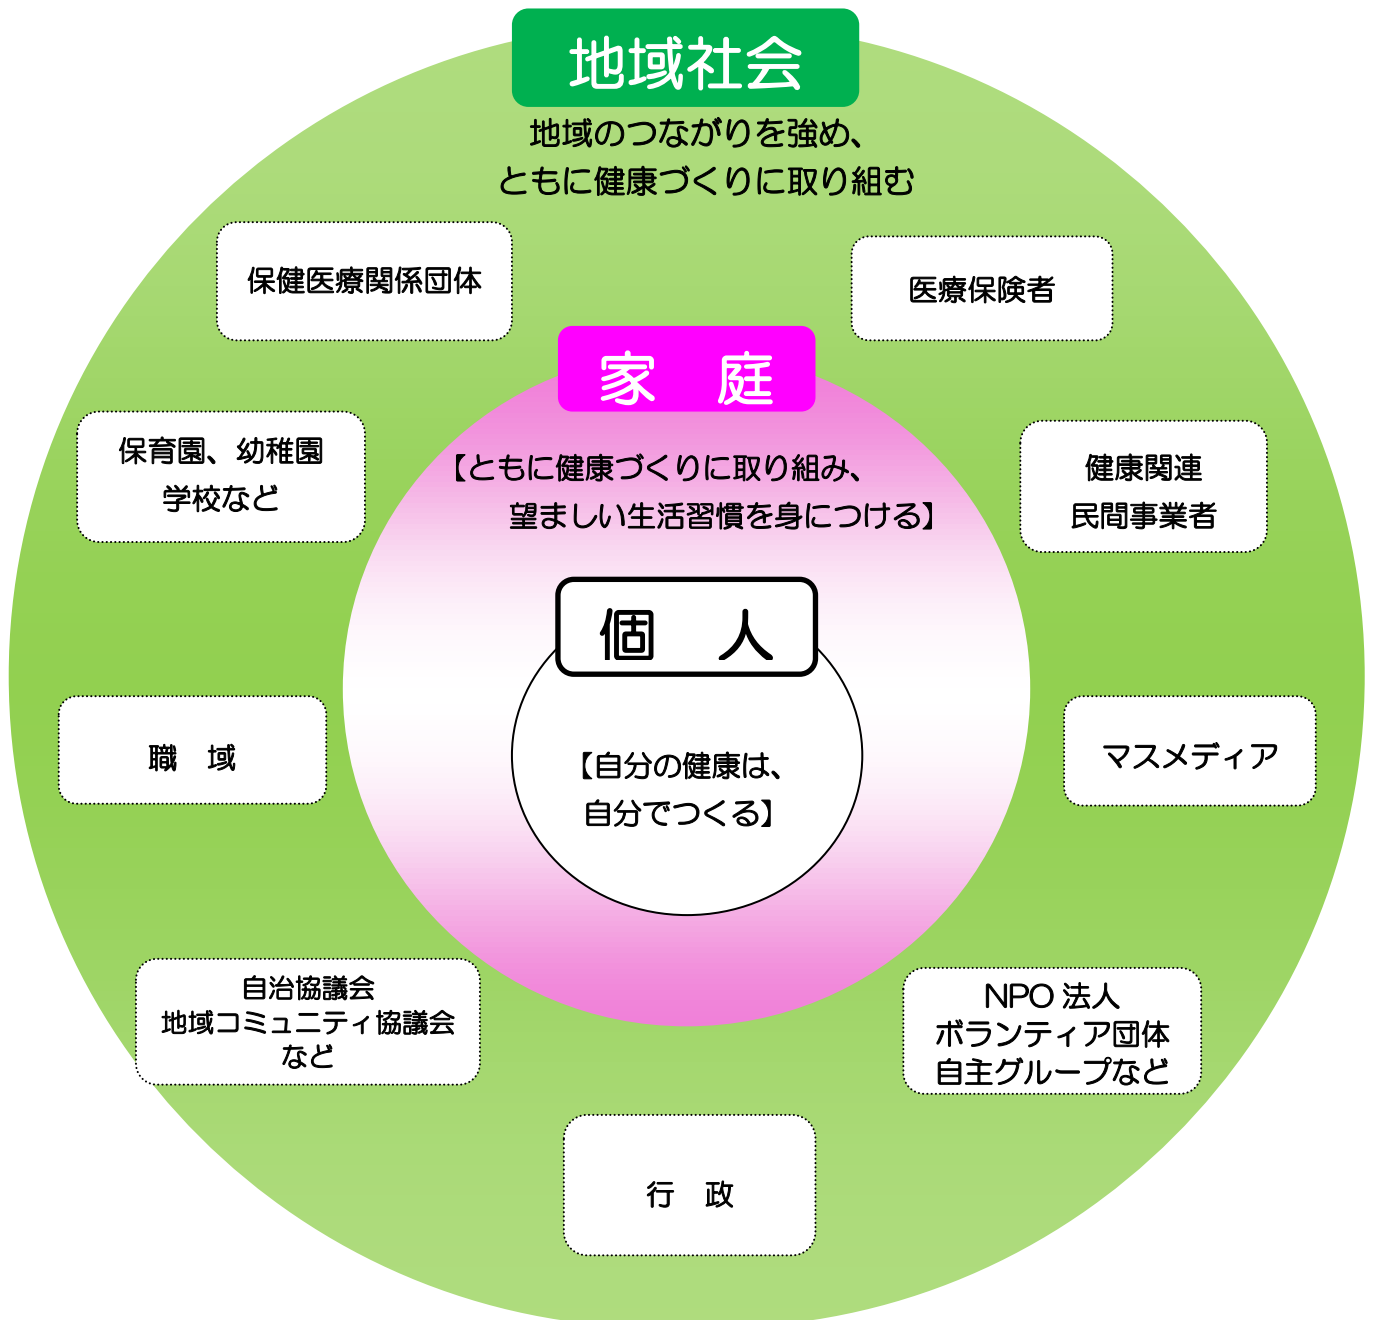 地域社会
地域のつながりを強め、
ともに健康づくりに取り組む
保健医療関係団体
医療保険者
家　庭
保育園、幼稚園
学校など
【ともに健康づくりに取り組み、
望ましい生活習慣を身につける】
健康関連
民間事業者
個　人
職　域
【自分の健康は、
自分でつくる】
マスメディア
自治協議会
地域コミュニティ協議会
など
NPO 法人
ボランティア団体
自主グループなど
行　政